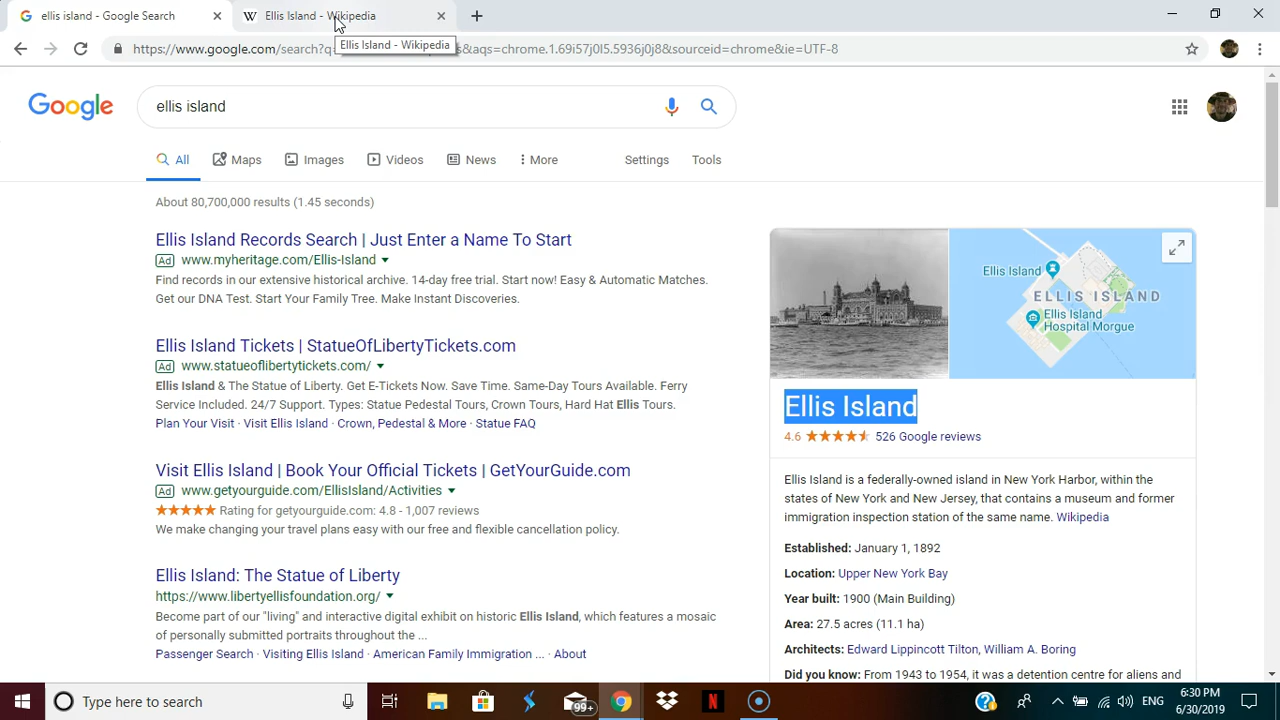 ellis island - Google Search
Ellis Island - Wikipedia
https://www.google.com/search?q=
s&aqs=chrome.1.69i57j0l5.5936j0j8&sourceid=chrome&ie=UTF-8
Ellis Island - Wikipedia
Google
ellis island
All
Maps
Images
Videos
News
More
Settings
Tools
About 80,700,000 results (1.45 seconds)
Ellis Island Records Search | Just Enter a Name To Start
Ad www.myheritage.com/Ellis-Island
Find records in our extensive historical archive. 14-day free trial. Start now! Easy & Automatic Matches.
Get our DNA Test. Start Your Family Tree. Make Instant Discoveries.
Ellis Island Tickets | StatueOfLibertyTickets.com
Ad www.statueoflibertytickets.com/
Ellis Island & The Statue of Liberty. Get E-Tickets Now. Save Time. Same-Day Tours Available. Ferry
Service Included. 24/7 Support. Types: Statue Pedestal Tours, Crown Tours, Hard Hat Ellis Tours.
Plan Your Visit · Visit Ellis Island · Crown, Pedestal & More · Statue FAQ
Visit Ellis Island | Book Your Official Tickets | GetYourGuide.com
Ad www.getyourguide.com/EllisIsland/Activities
Rating for getyourguide.com: 4.8 - 1,007 reviews
We make changing your travel plans easy with our free and flexible cancellation policy.
Ellis Island: The Statue of Liberty
https://www.libertyellisfoundation.org/
Become part of our "living" and interactive digital exhibit on historic Ellis Island, which features a mosaic
of personally submitted portraits throughout the ...
Passenger Search · Visiting Ellis Island · American Family Immigration ... · About
Ellis Island
ELLIS ISLAND
Ellis Island
Hospital Morgue
Ellis Island
4.6 526 Google reviews
Ellis Island is a federally-owned island in New York Harbor, within the
states of New York and New Jersey, that contains a museum and former
immigration inspection station of the same name. Wikipedia
Established: January 1, 1892
Location: Upper New York Bay
Year built: 1900 (Main Building)
Area: 27.5 acres (11.1 ha)
Architects: Edward Lippincott Tilton, William A. Boring
Did you know: From 1943 to 1954, it was a detention centre for aliens and
Type here to search
99+
N
ENG
6:30 PM
6/30/2019